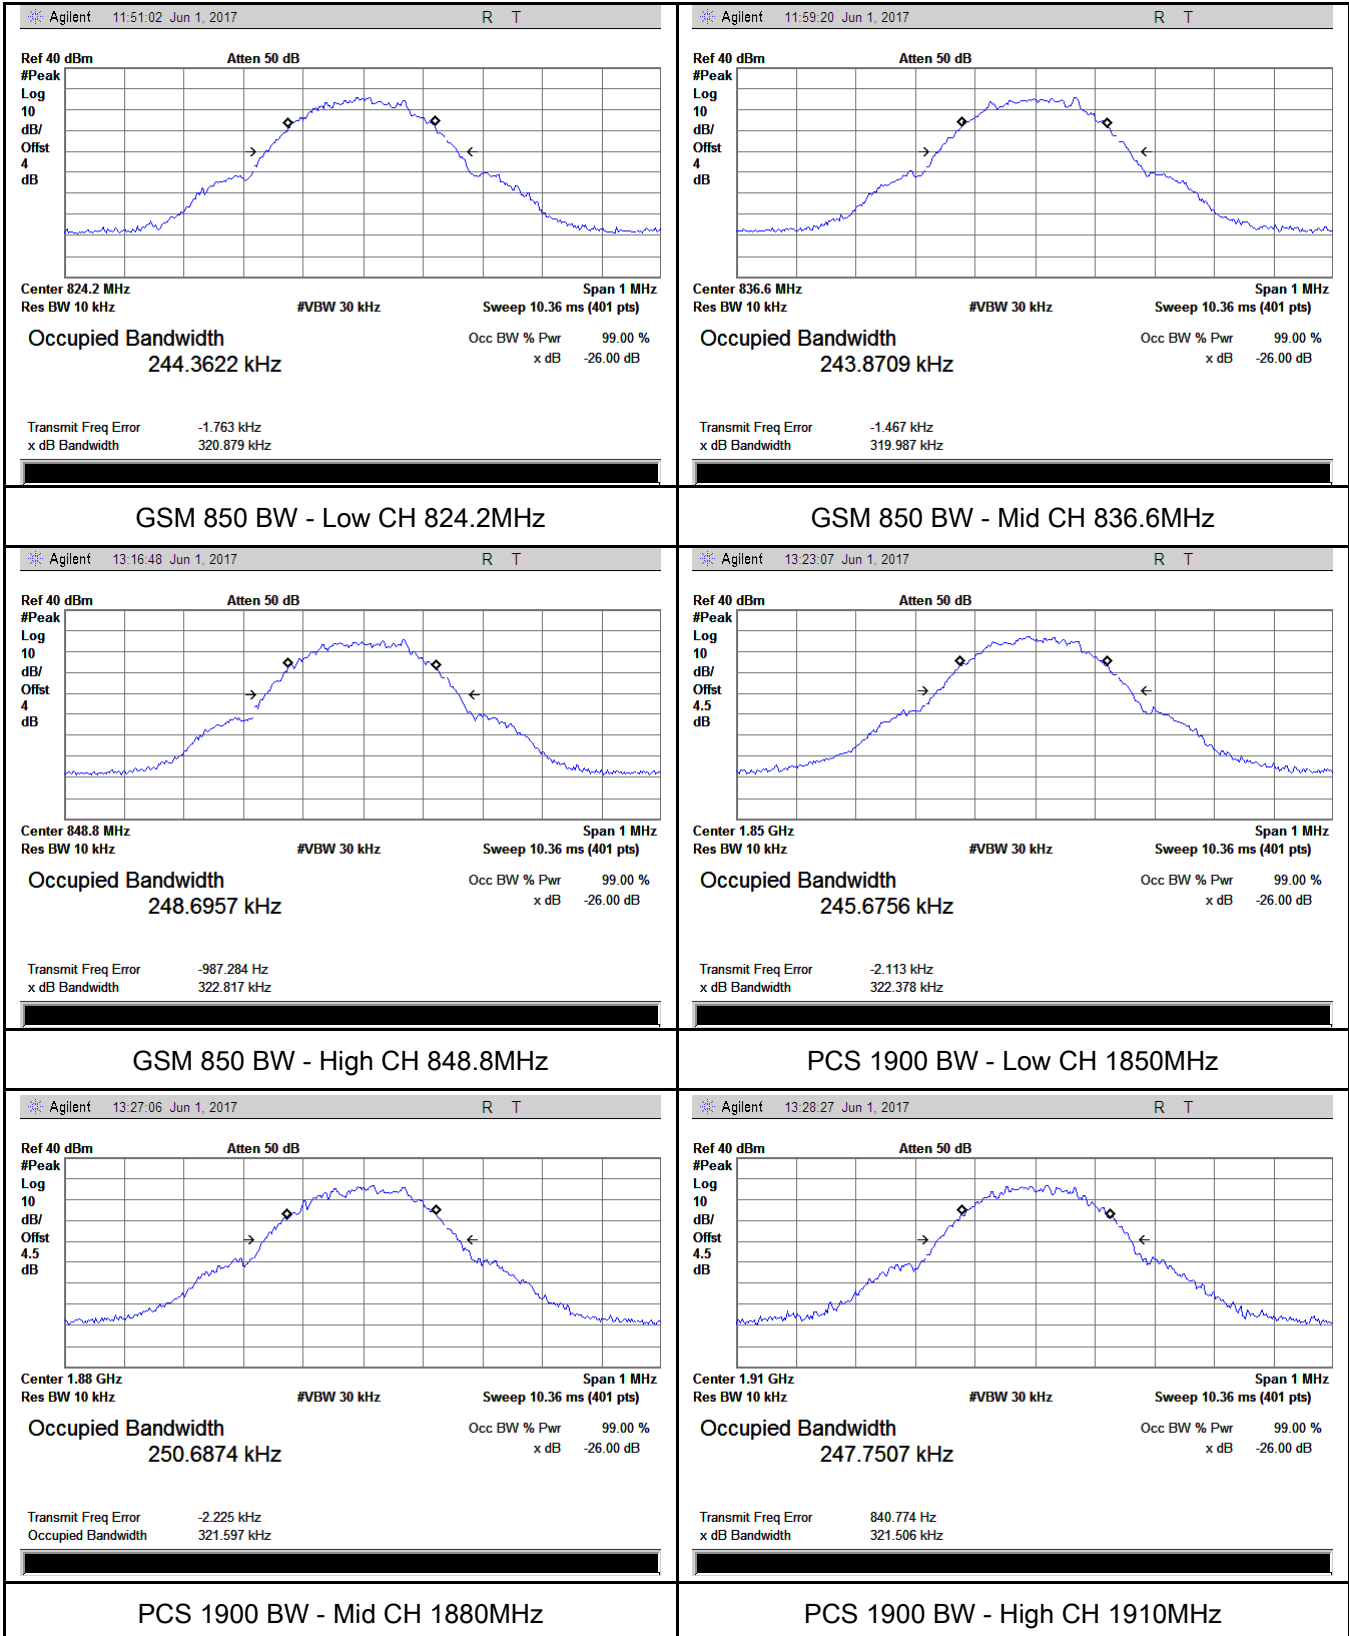 Agilent 11:51:02 Jun 1, 2017 R T
Ref 40 dBm Atten 50 dB
#Peak
Log
10
dB/
Offst
4
dB
Center 824.2 MHz Span 1 MHz
Res BW 10 kHz #VBW 30 kHz Sweep 10.36 ms (401 pts)
Occupied Bandwidth Occ BW % Pwr 99.00 %
244.3622 kHz x dB -26.00 dB
Transmit Freq Error -1.763 kHz
x dB Bandwidth 320.879 kHz
GSM 850 BW - Low CH 824.2MHz
Agilent 11:59:20 Jun 1, 2017 R T
Ref 40 dBm Atten 50 dB
#Peak
Log
10
dB/
Offst
4
dB
Center 836.6 MHz Span 1 MHz
Res BW 10 kHz #VBW 30 kHz Sweep 10.36 ms (401 pts)
Occupied Bandwidth Occ BW % Pwr 99.00 %
243.8709 kHz x dB -26.00 dB
Transmit Freq Error -1.467 kHz
x dB Bandwidth 319.987 kHz
GSM 850 BW - Mid CH 836.6MHz
Agilent 13:16:48 Jun 1, 2017 R T
Ref 40 dBm Atten 50 dB
#Peak
Log
10
dB/
Offst
4
dB
Center 848.8 MHz Span 1 MHz
Res BW 10 kHz #VBW 30 kHz Sweep 10.36 ms (401 pts)
Occupied Bandwidth Occ BW % Pwr 99.00 %
248.6957 kHz x dB -26.00 dB
Transmit Freq Error -987.284 Hz
x dB Bandwidth 322.817 kHz
GSM 850 BW - High CH 848.8MHz
Agilent 13:23:07 Jun 1, 2017 R T
Ref 40 dBm Atten 50 dB
#Peak
Log
10
dB/
Offst
4.5
dB
Center 1.85 GHz Span 1 MHz
Res BW 10 kHz #VBW 30 kHz Sweep 10.36 ms (401 pts)
Occupied Bandwidth Occ BW % Pwr 99.00 %
245.6756 kHz x dB -26.00 dB
Transmit Freq Error -2.113 kHz
x dB Bandwidth 322.378 kHz
PCS 1900 BW - Low CH 1850MHz
Agilent 13:27:06 Jun 1, 2017 R T
Ref 40 dBm Atten 50 dB
#Peak
Log
10
dB/
Offst
4.5
dB
Center 1.88 GHz Span 1 MHz
Res BW 10 kHz #VBW 30 kHz Sweep 10.36 ms (401 pts)
Occupied Bandwidth Occ BW % Pwr 99.00 %
250.6874 kHz x dB -26.00 dB
Transmit Freq Error -2.225 kHz
Occupied Bandwidth 321.597 kHz
PCS 1900 BW - Mid CH 1880MHz
Agilent 13:28:27 Jun 1, 2017 R T
Ref 40 dBm Atten 50 dB
#Peak
Log
10
dB/
Offst
4.5
dB
Center 1.91 GHz Span 1 MHz
Res BW 10 kHz #VBW 30 kHz Sweep 10.36 ms (401 pts)
Occupied Bandwidth Occ BW % Pwr 99.00 %
247.7507 kHz x dB -26.00 dB
Transmit Freq Error 840.774 Hz
x dB Bandwidth 321.506 kHz
PCS 1900 BW - High CH 1910MHz